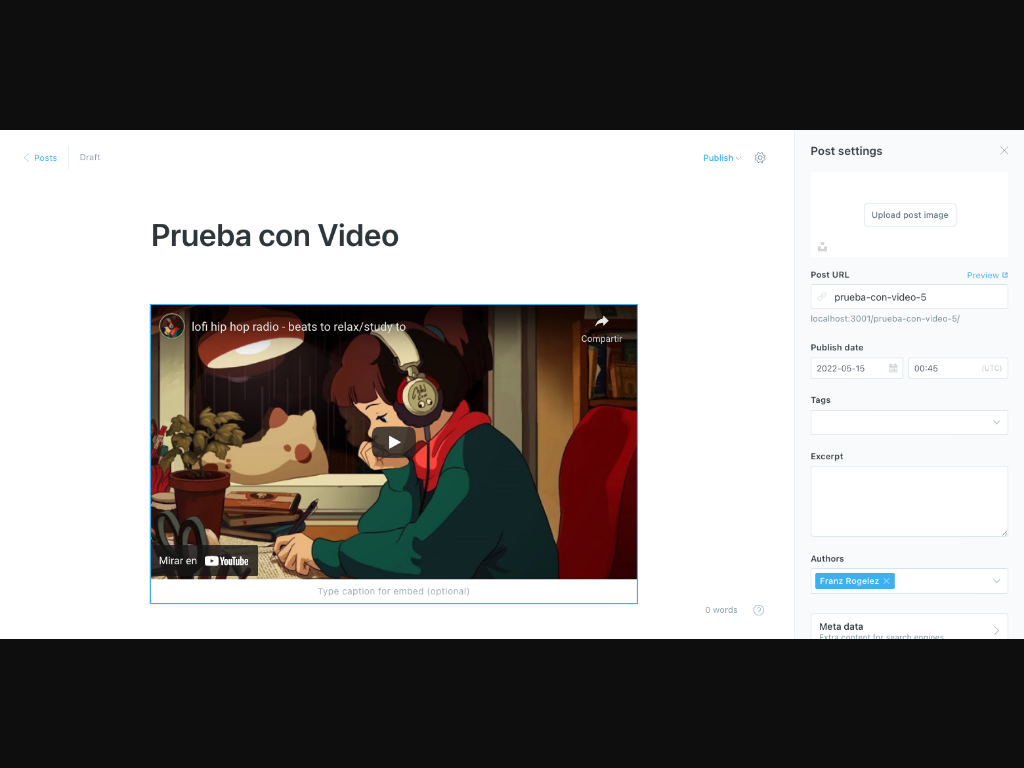 Posts
Draft
Publish
Prueba con Video
lofi hip hop radio - beats to relax/study to
Compartir
Mirar en YouTube
Type caption for embed (optional)
0 words
?
Post settings
Upload post image
Post URL
Preview
prueba-con-video-5
localhost:3001/prueba-con-video-5/
Publish date
2022-05-15
00:45
(UTC)
Tags
Excerpt
Authors
Franz Rogelez
Meta data
Extra content for search engines